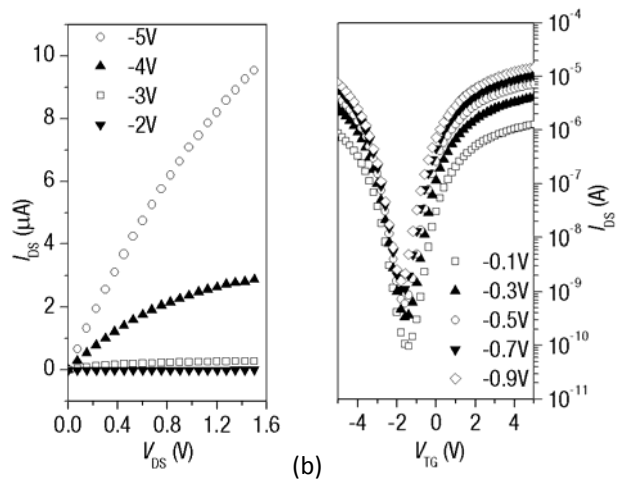 10
8
6
4
2
0
I_DS (μA)
-5V
-4V
-3V
-2V
0.0 0.4 0.8 1.2 1.6
V_DS (V)
10^-4
10^-5
10^-6
10^-7
10^-8
10^-9
10^-10
10^-11
I_DS (A)
-0.1V
-0.3V
-0.5V
-0.7V
-0.9V
-4 -2 0 2 4
V_TG (V)
(b)